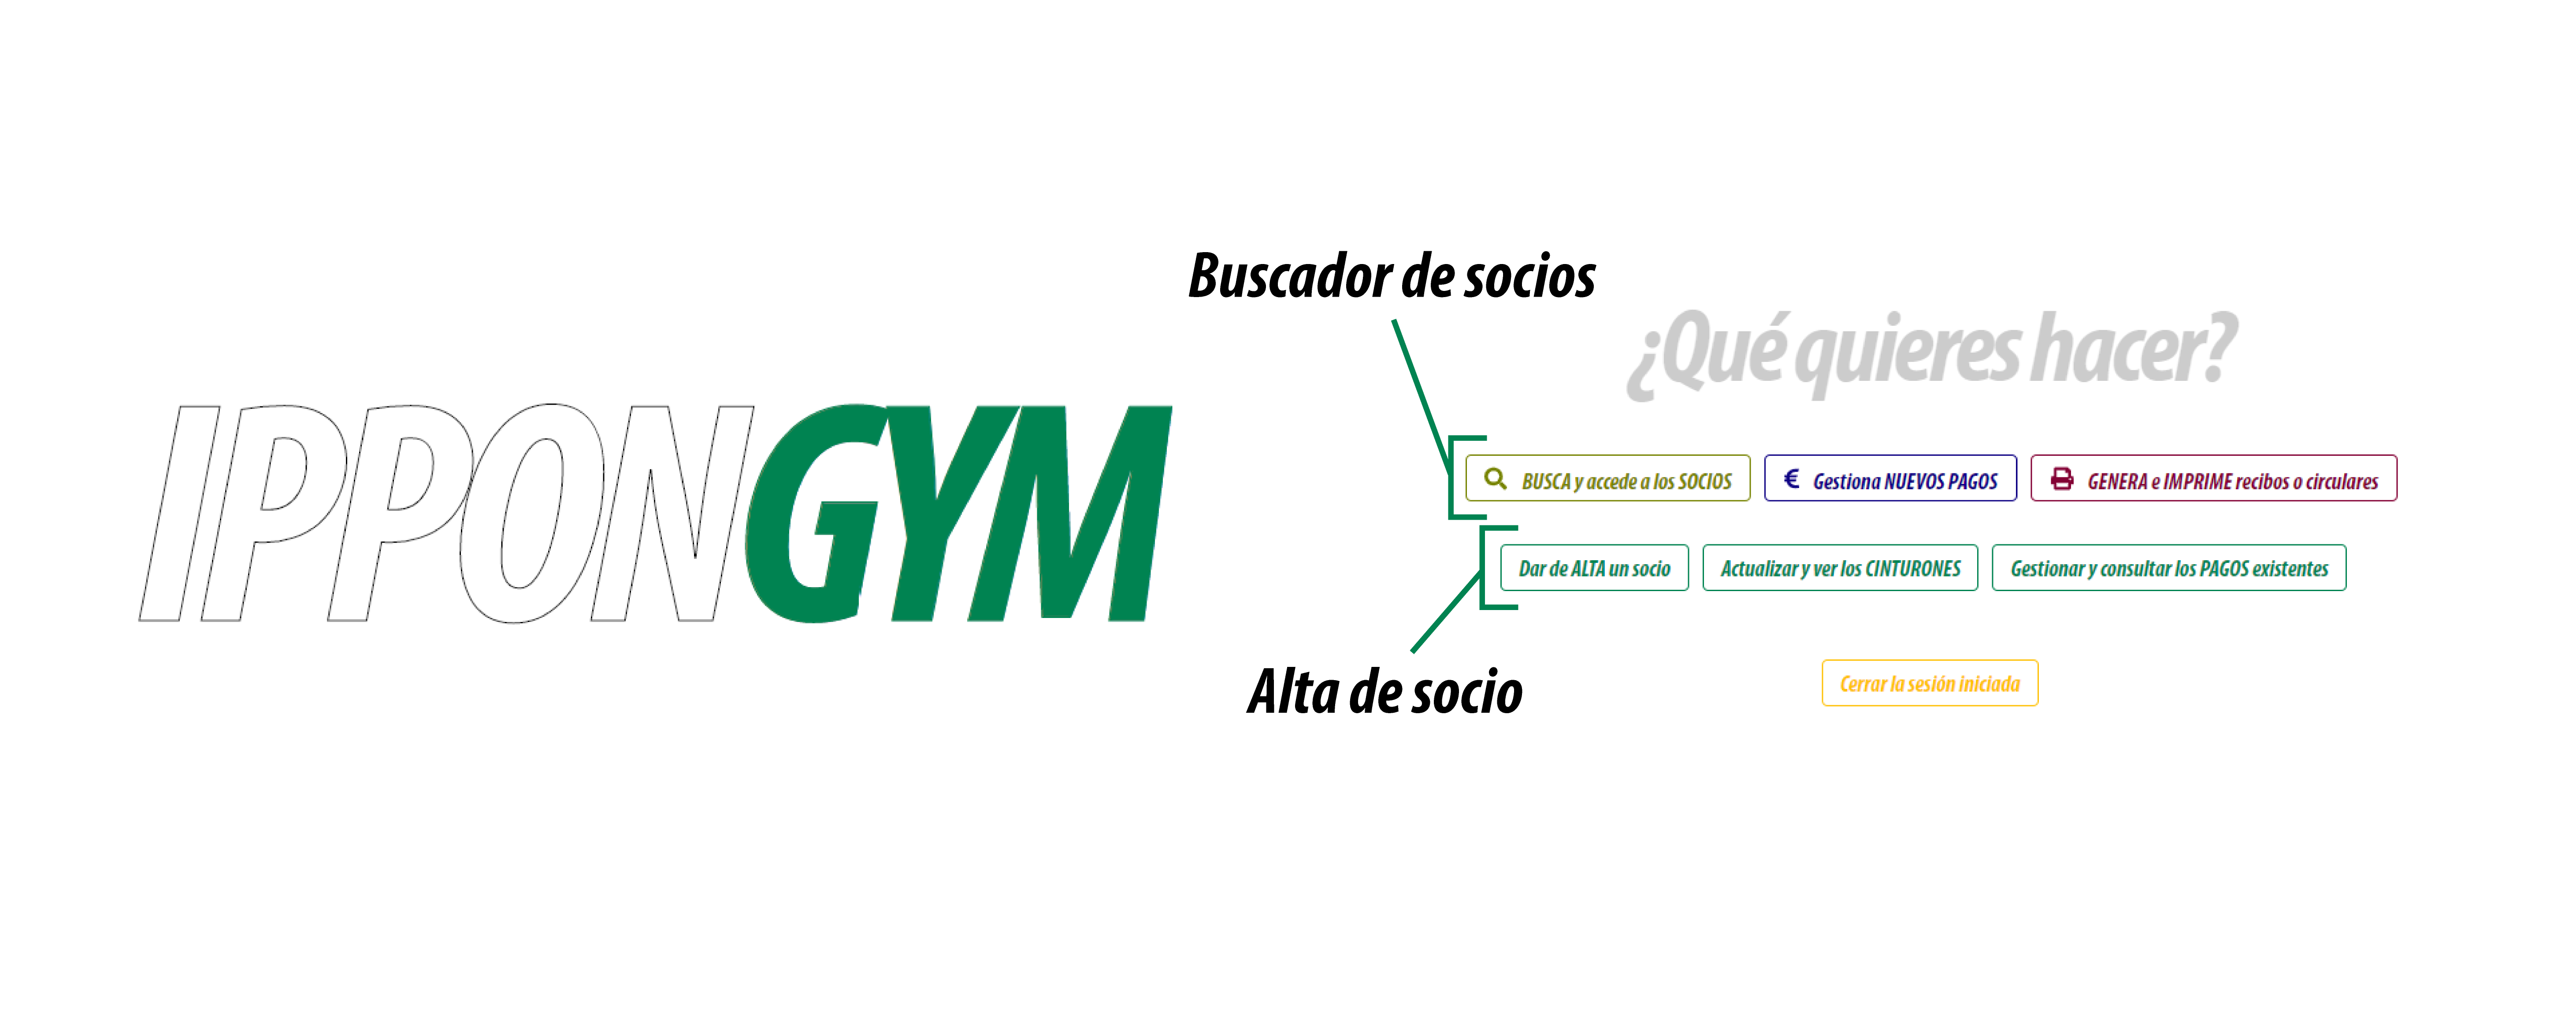 IPPONGYM
Buscador de socios
¿Qué quieres hacer?
BUSCA y accede a los SOCIOS
€ Gestiona NUEVOS PAGOS
GENERA e IMPRIME recibos o circulares
Dar de ALTA un socio
Actualizar y ver los CINTURONES
Gestionar y consultar los PAGOS existentes
Alta de socio
Cerrar la sesión iniciada